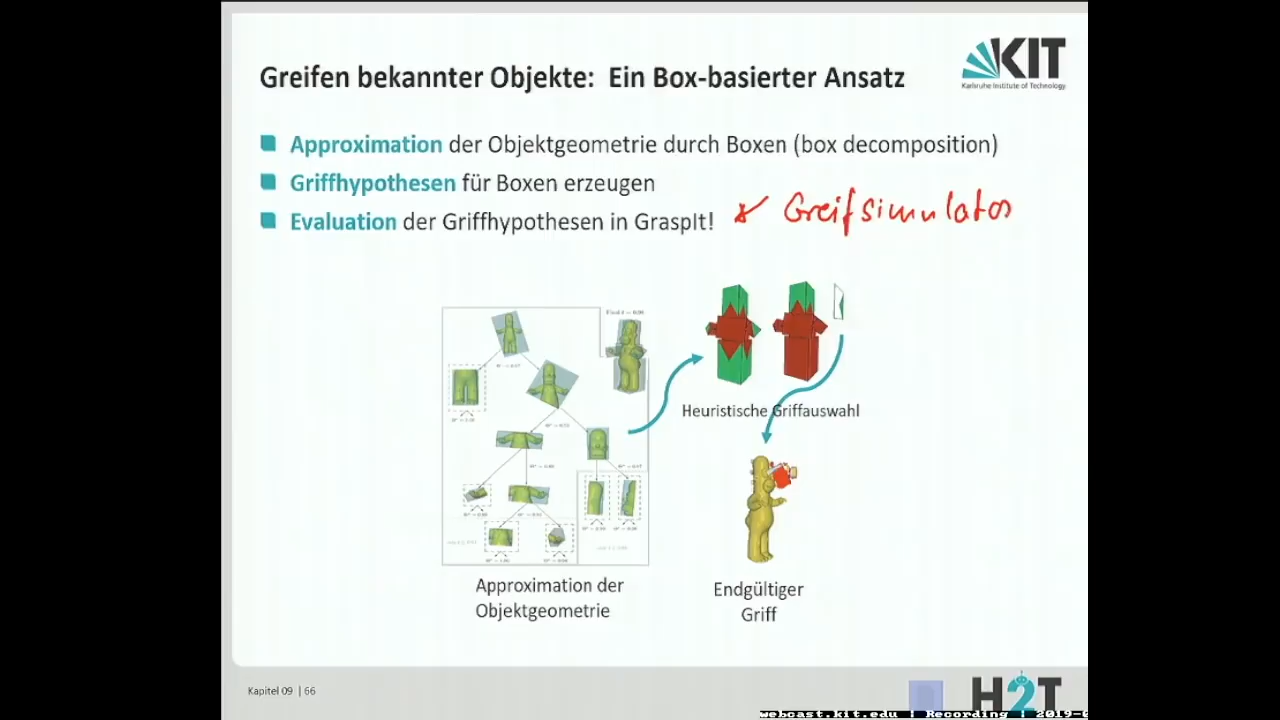 KIT
Karlsruhe Institute of Technology
Greifen bekannter Objekte: Ein Box-basierter Ansatz
Approximation der Objektgeometrie durch Boxen (box decomposition)
Griffhypothesen für Boxen erzeugen
Evaluation der Griffhypothesen in GraspIt!
Greifsimulator
Heuristische Griffauswahl
Approximation der
Objektgeometrie
Endgültiger
Griff
Kapitel 09 | 66
H2T
webcast.kit.edu | Recording | 2019-